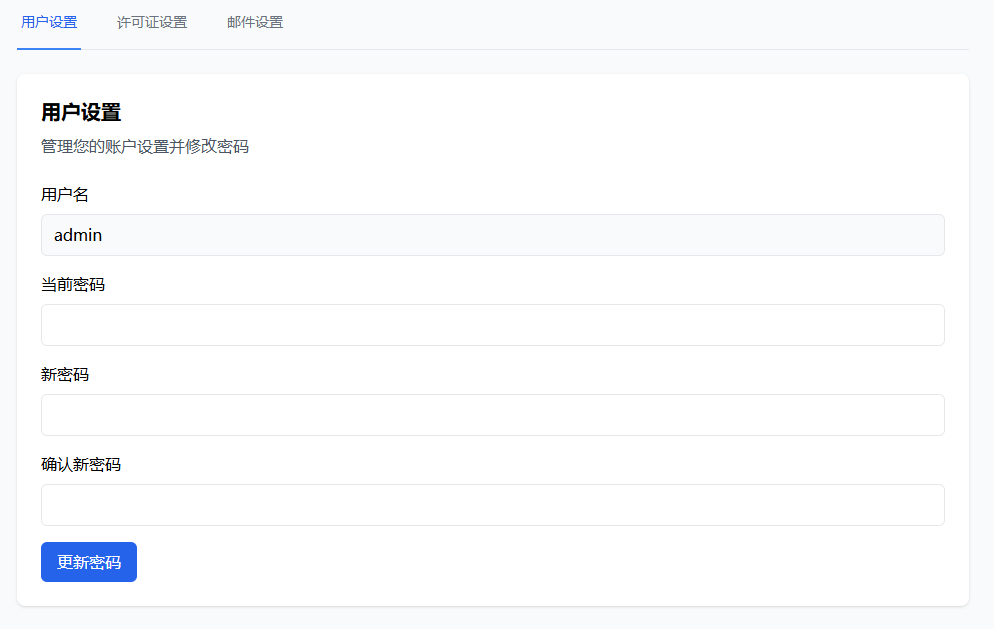 用户设置 许可证设置 邮件设置
用户设置
管理您的账户设置并修改密码
用户名
admin
当前密码
新密码
确认新密码
更新密码